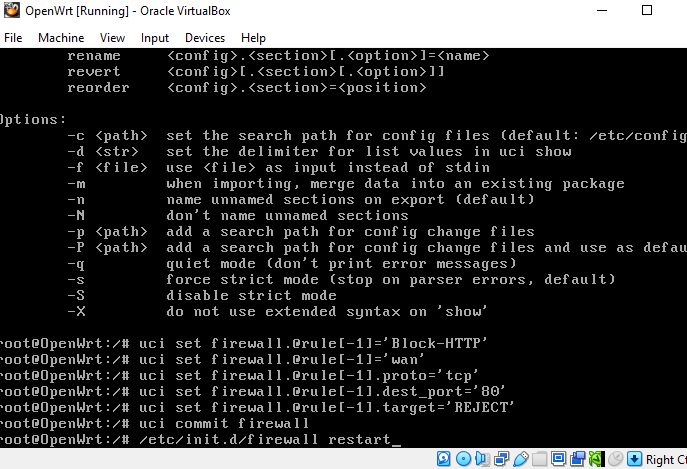 OpenWrt [Running] - Oracle VirtualBox
File Machine View Input Devices Help
rename <config>.<section>[.<option>]=<name>
revert <config>[.<section>[.<option>]]
reorder <config>.<section>=<position>
Options:
-c <path> set the search path for config files (default: /etc/config
-d <str> set the delimiter for list values in uci show
-f <file> use <file> as input instead of stdin
-m when importing, merge data into an existing package
-n name unnamed sections on export (default)
-N don't name unnamed sections
-p <path> add a search path for config change files
-P <path> add a search path for config change files and use as defau
-q quiet mode (don't print error messages)
-s force strict mode (stop on parser errors, default)
-S disable strict mode
-X do not use extended syntax on 'show'
root@OpenWrt:/# uci set firewall.@rule[-1]='Block-HTTP'
root@OpenWrt:/# uci set firewall.@rule[-1]='wan'
root@OpenWrt:/# uci set firewall.@rule[-1].proto='tcp'
root@OpenWrt:/# uci set firewall.@rule[-1].dest_port='80'
root@OpenWrt:/# uci set firewall.@rule[-1].target='REJECT'
root@OpenWrt:/# uci commit firewall
root@OpenWrt:/# /etc/init.d/firewall restart_
Right Ct